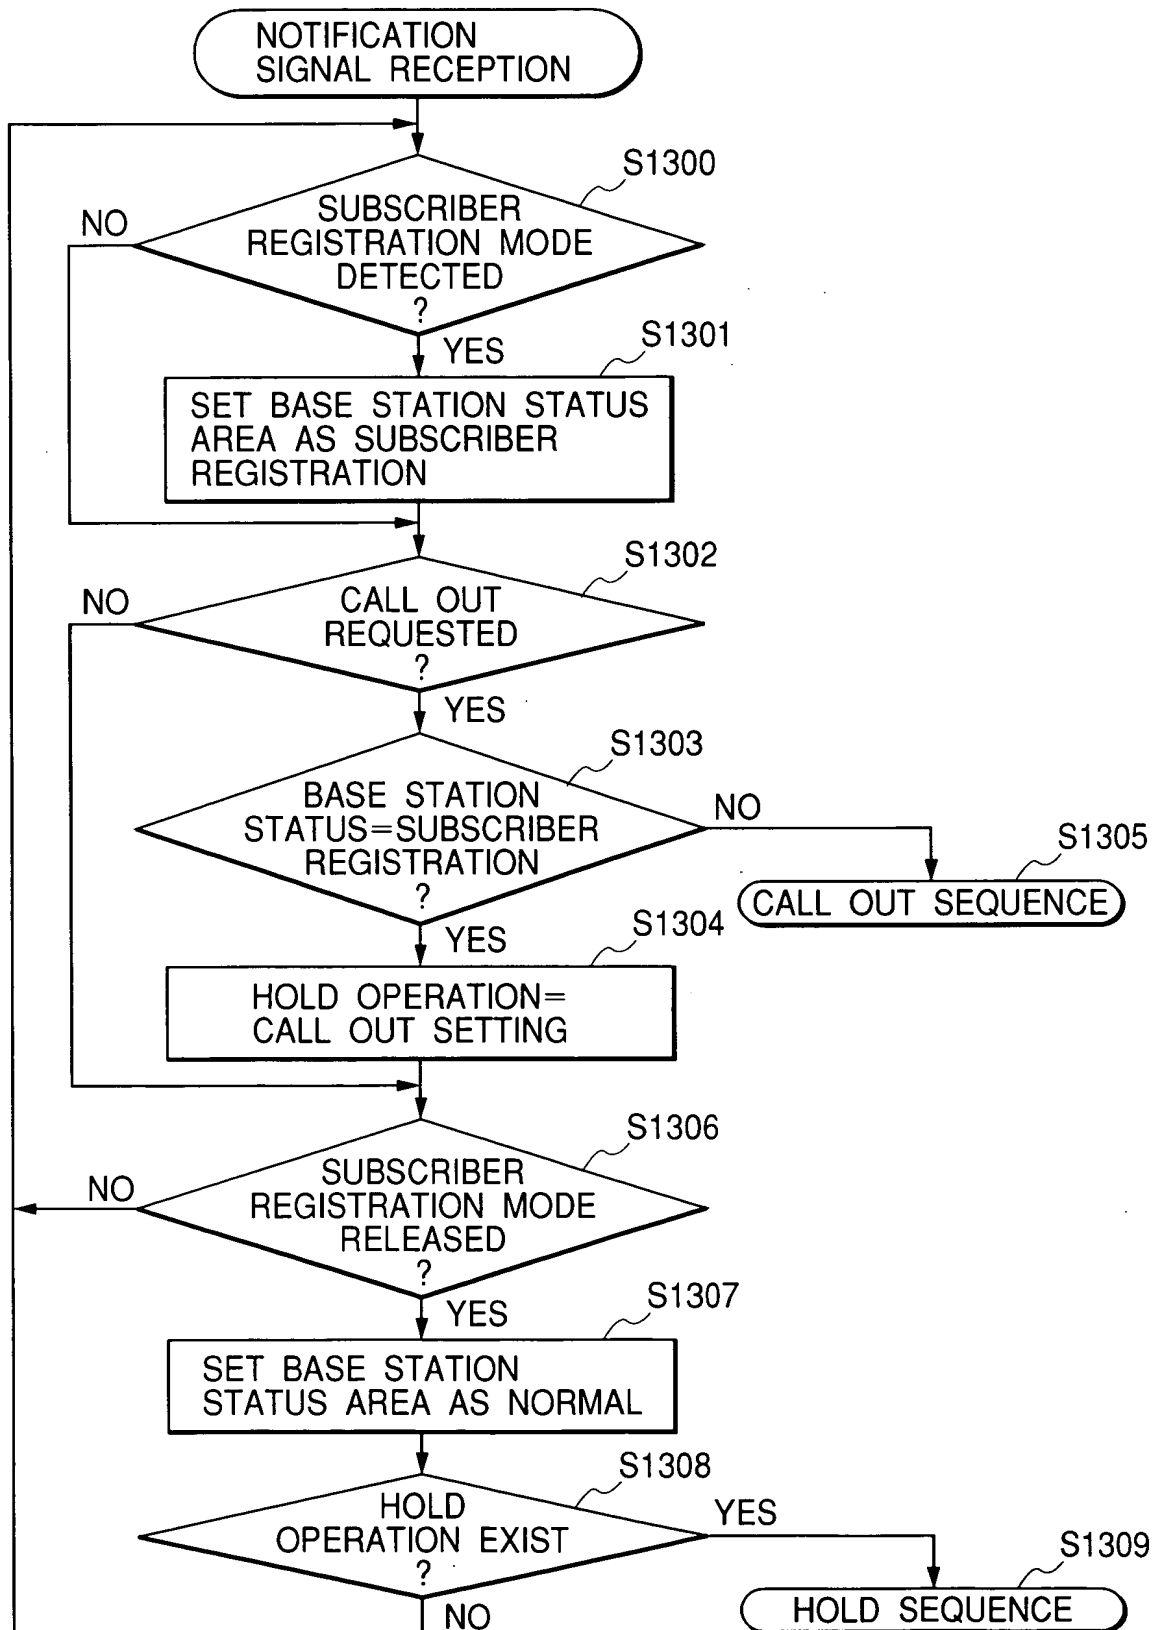 NOTIFICATION
SIGNAL RECEPTION
S1300
NO
SUBSCRIBER
REGISTRATION MODE
DETECTED
?
YES
S1301
SET BASE STATION STATUS
AREA AS SUBSCRIBER
REGISTRATION
S1302
NO
CALL OUT
REQUESTED
?
YES
S1303
BASE STATION
STATUS=SUBSCRIBER
REGISTRATION
?
NO
S1305
CALL OUT SEQUENCE
YES
S1304
HOLD OPERATION=
CALL OUT SETTING
S1306
NO
SUBSCRIBER
REGISTRATION MODE
RELEASED
?
YES
S1307
SET BASE STATION
STATUS AREA AS NORMAL
S1308
HOLD
OPERATION EXIST
?
YES
S1309
HOLD SEQUENCE
NO